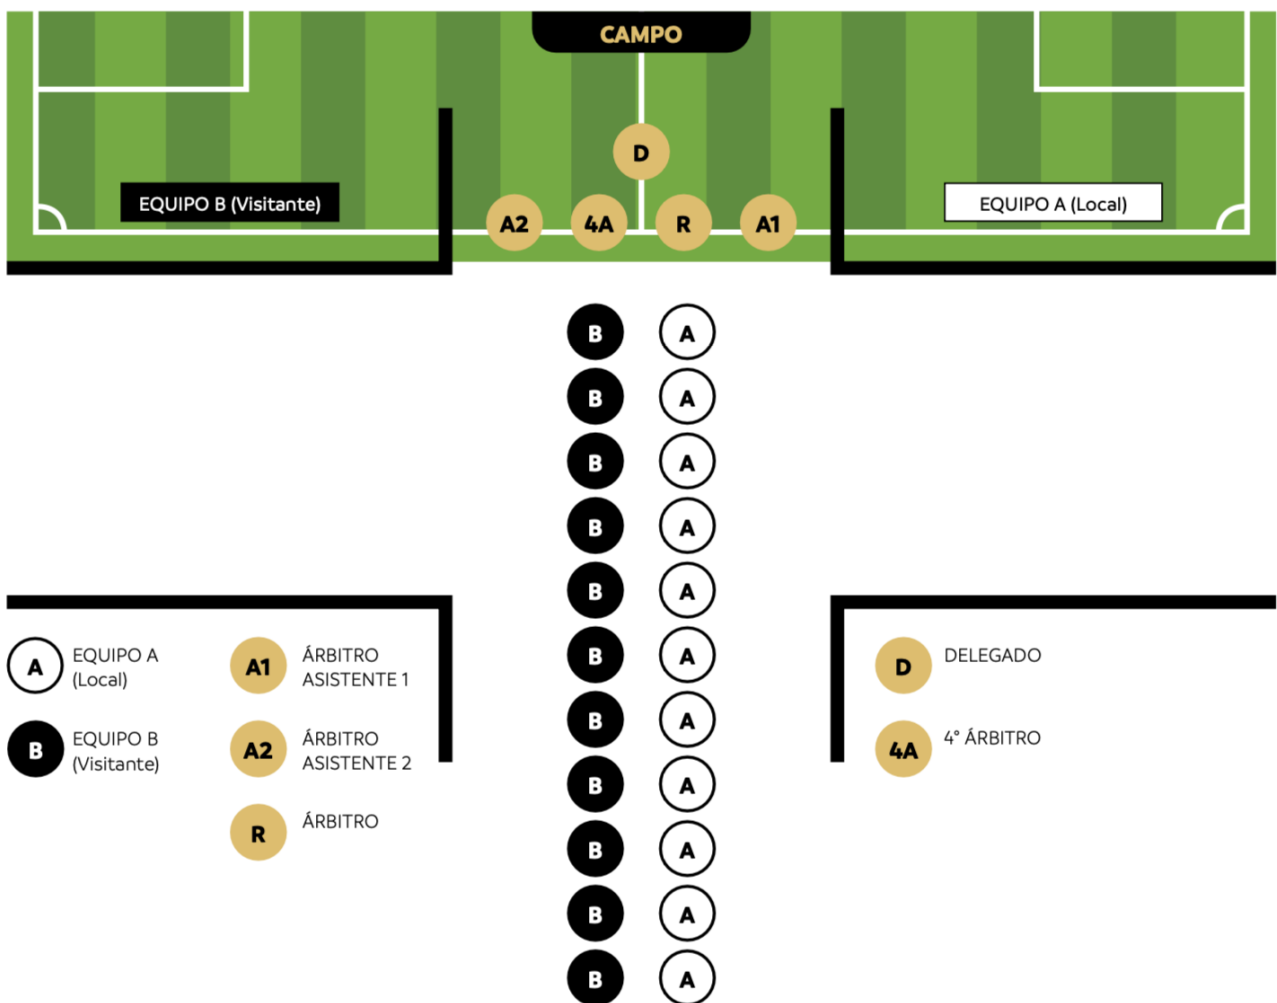 CAMPO
D
EQUIPO B (Visitante)
EQUIPO A (Local)
A2 4A R A1
B A
B A
B A
B A
B A
B A
B A
B A
B A
B A
B A
A EQUIPO A
(Local)
B EQUIPO B
(Visitante)
A1 ÁRBITRO
ASISTENTE 1
A2 ÁRBITRO
ASISTENTE 2
R ÁRBITRO
D DELEGADO
4A 4° ÁRBITRO